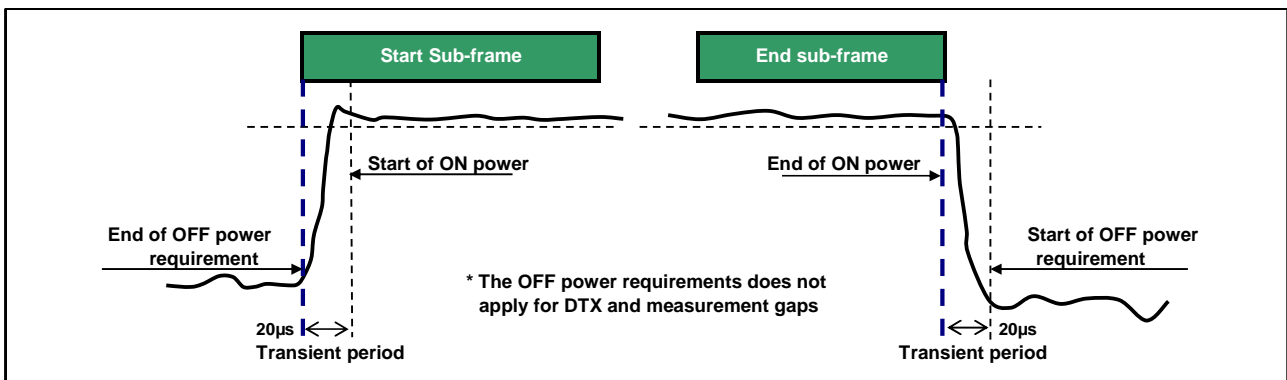 Start Sub-frame
End sub-frame
Start of ON power
End of ON power
End of OFF power
requirement
Start of OFF power
requirement
* The OFF power requirements does not
apply for DTX and measurement gaps
20µs
Transient period
20µs
Transient period